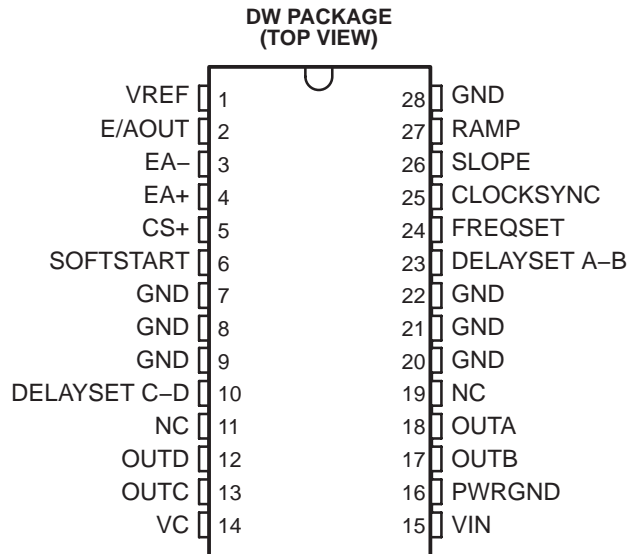 DW PACKAGE
(TOP VIEW)
VREF 1 28 GND
E/AOUT 2 27 RAMP
EA− 3 26 SLOPE
EA+ 4 25 CLOCKSYNC
CS+ 5 24 FREQSET
SOFTSTART 6 23 DELAYSET A−B
GND 7 22 GND
GND 8 21 GND
GND 9 20 GND
DELAYSET C−D 10 19 NC
NC 11 18 OUTA
OUTD 12 17 OUTB
OUTC 13 16 PWRGND
VC 14 15 VIN